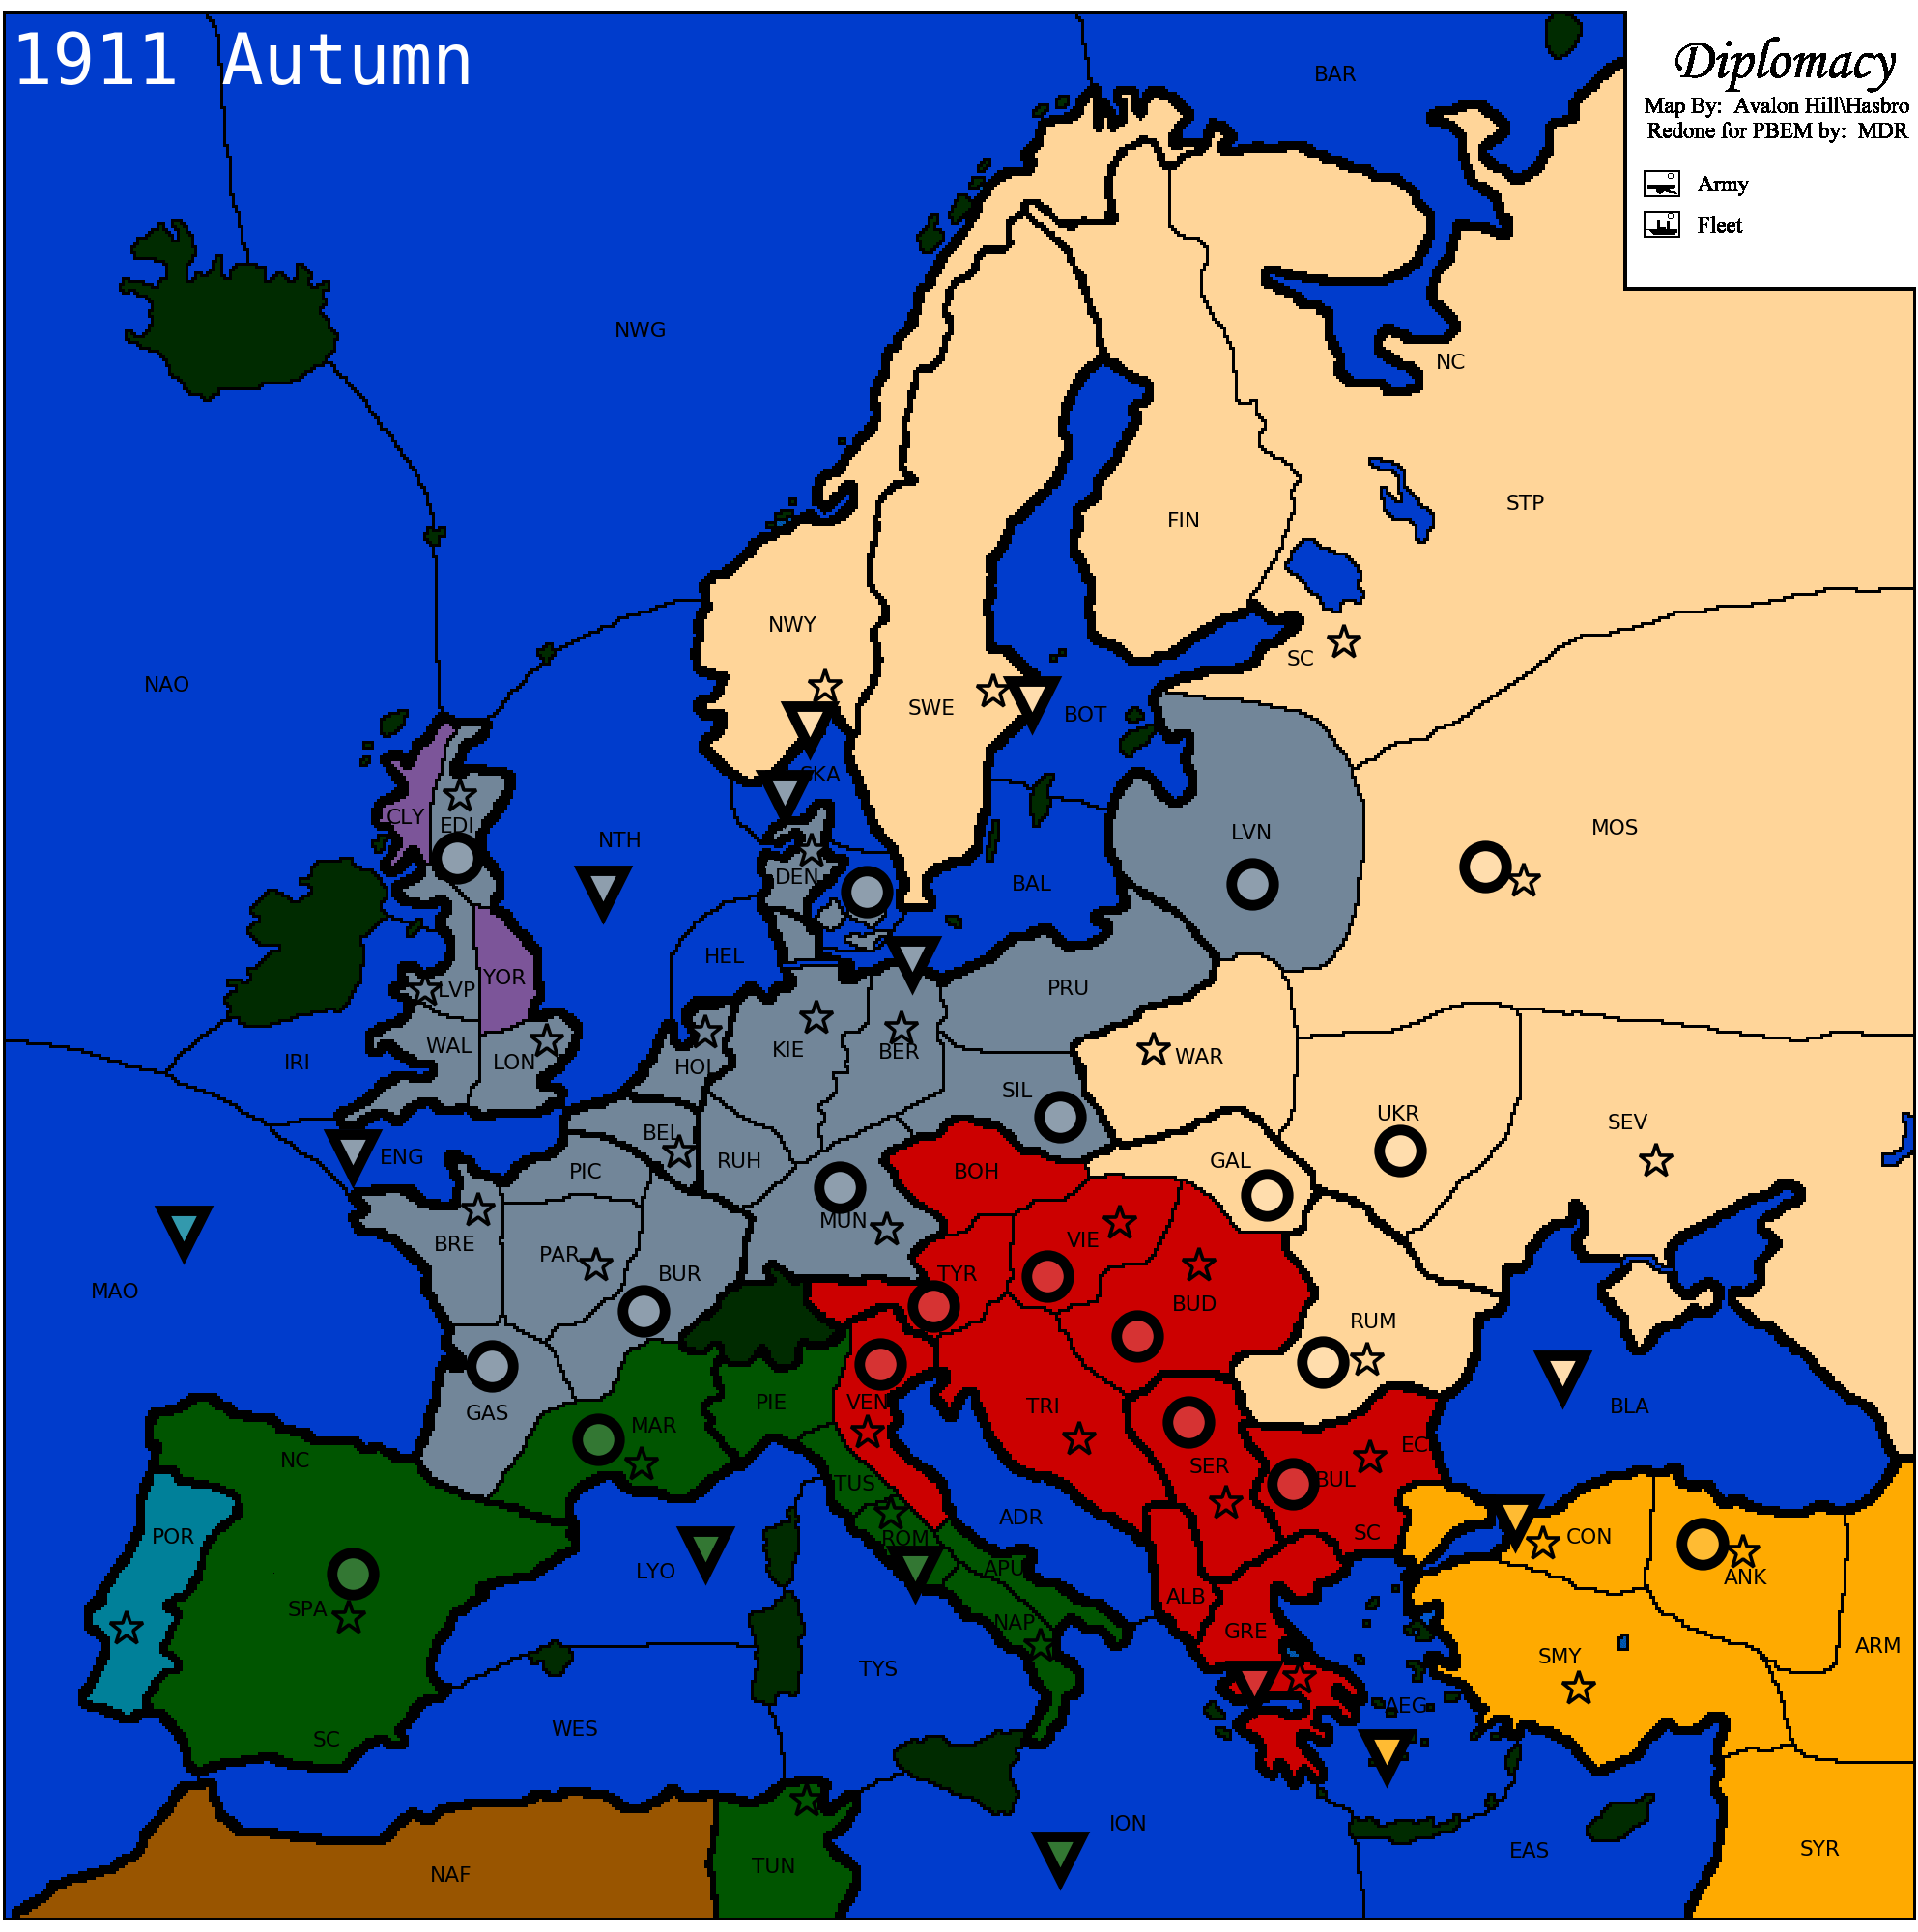 1911 Autumn
Diplomacy
Map By: Avalon Hill\Hasbro
Redone for PBEM by: MDR
Army
Fleet
BAR
NWG
NC
STP
FIN
NWY
SC
NAO
SWE
BOT
SKA
CLY
EDI
NTH
LVN
MOS
DEN
BAL
HEL
YOR
LVP
PRU
WAL
LON
IRI
HOL
KIE
BER
WAR
SIL
UKR
SEV
ENG
BEL
PIC
RUH
BOH
GAL
MUN
BRE
PAR
BUR
TYR
VIE
MAO
BUD
RUM
GAS
MAR
PIE
VEN
TRI
BLA
NC
TUS
SER
BUL
EC
POR
LYO
ROM
ADR
SC
CON
ANK
SPA
APU
NAP
ALB
GRE
ARM
SMY
SC
WES
TYS
AEG
NAF
TUN
ION
EAS
SYR